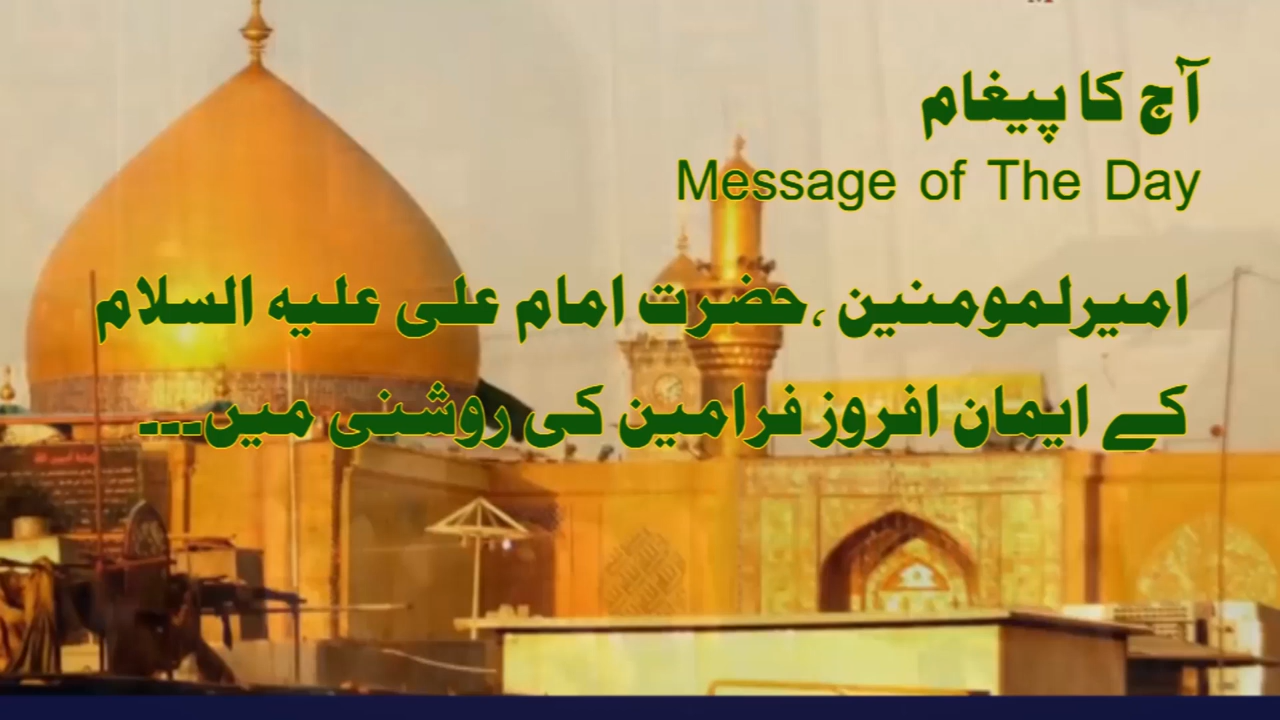 آج کا پیغام
Message of The Day
امیرلمومنین ،حضرت امام علی علیہ السلام
کے ایمان افروز فرامین کی روشنی میں۔۔۔